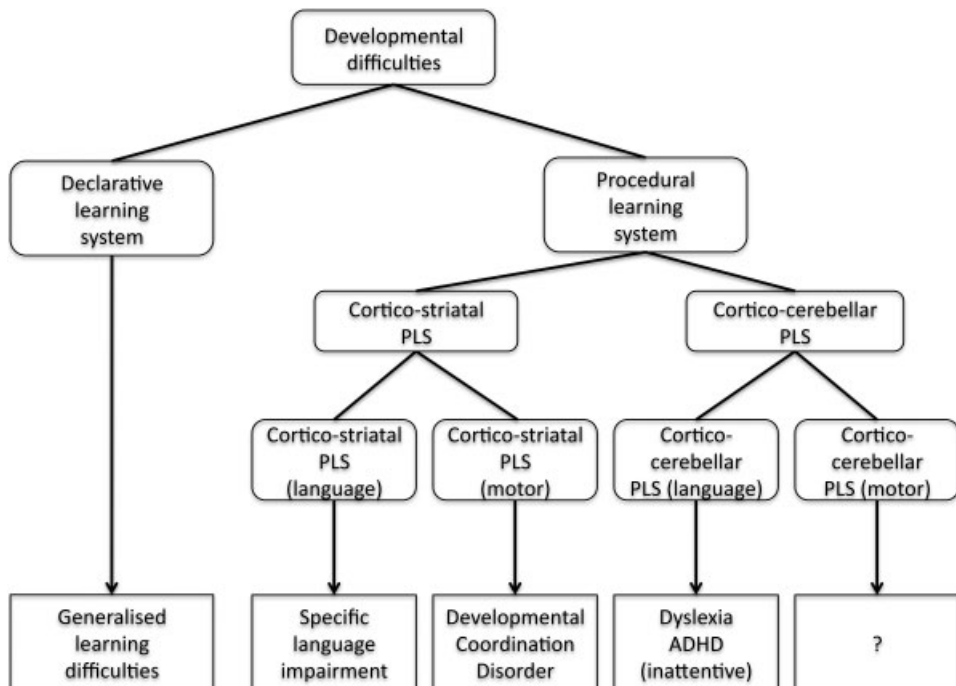 Developmental
difficulties
Declarative
learning
system
Procedural
learning
system
Cortico-striatal
PLS
Cortico-cerebellar
PLS
Cortico-striatal
PLS
(language)
Cortico-striatal
PLS
(motor)
Cortico-
cerebellar
PLS (language)
Cortico-
cerebellar
PLS (motor)
Generalised
learning
difficulties
Specific
language
impairment
Developmental
Coordination
Disorder
Dyslexia
ADHD
(inattentive)
?